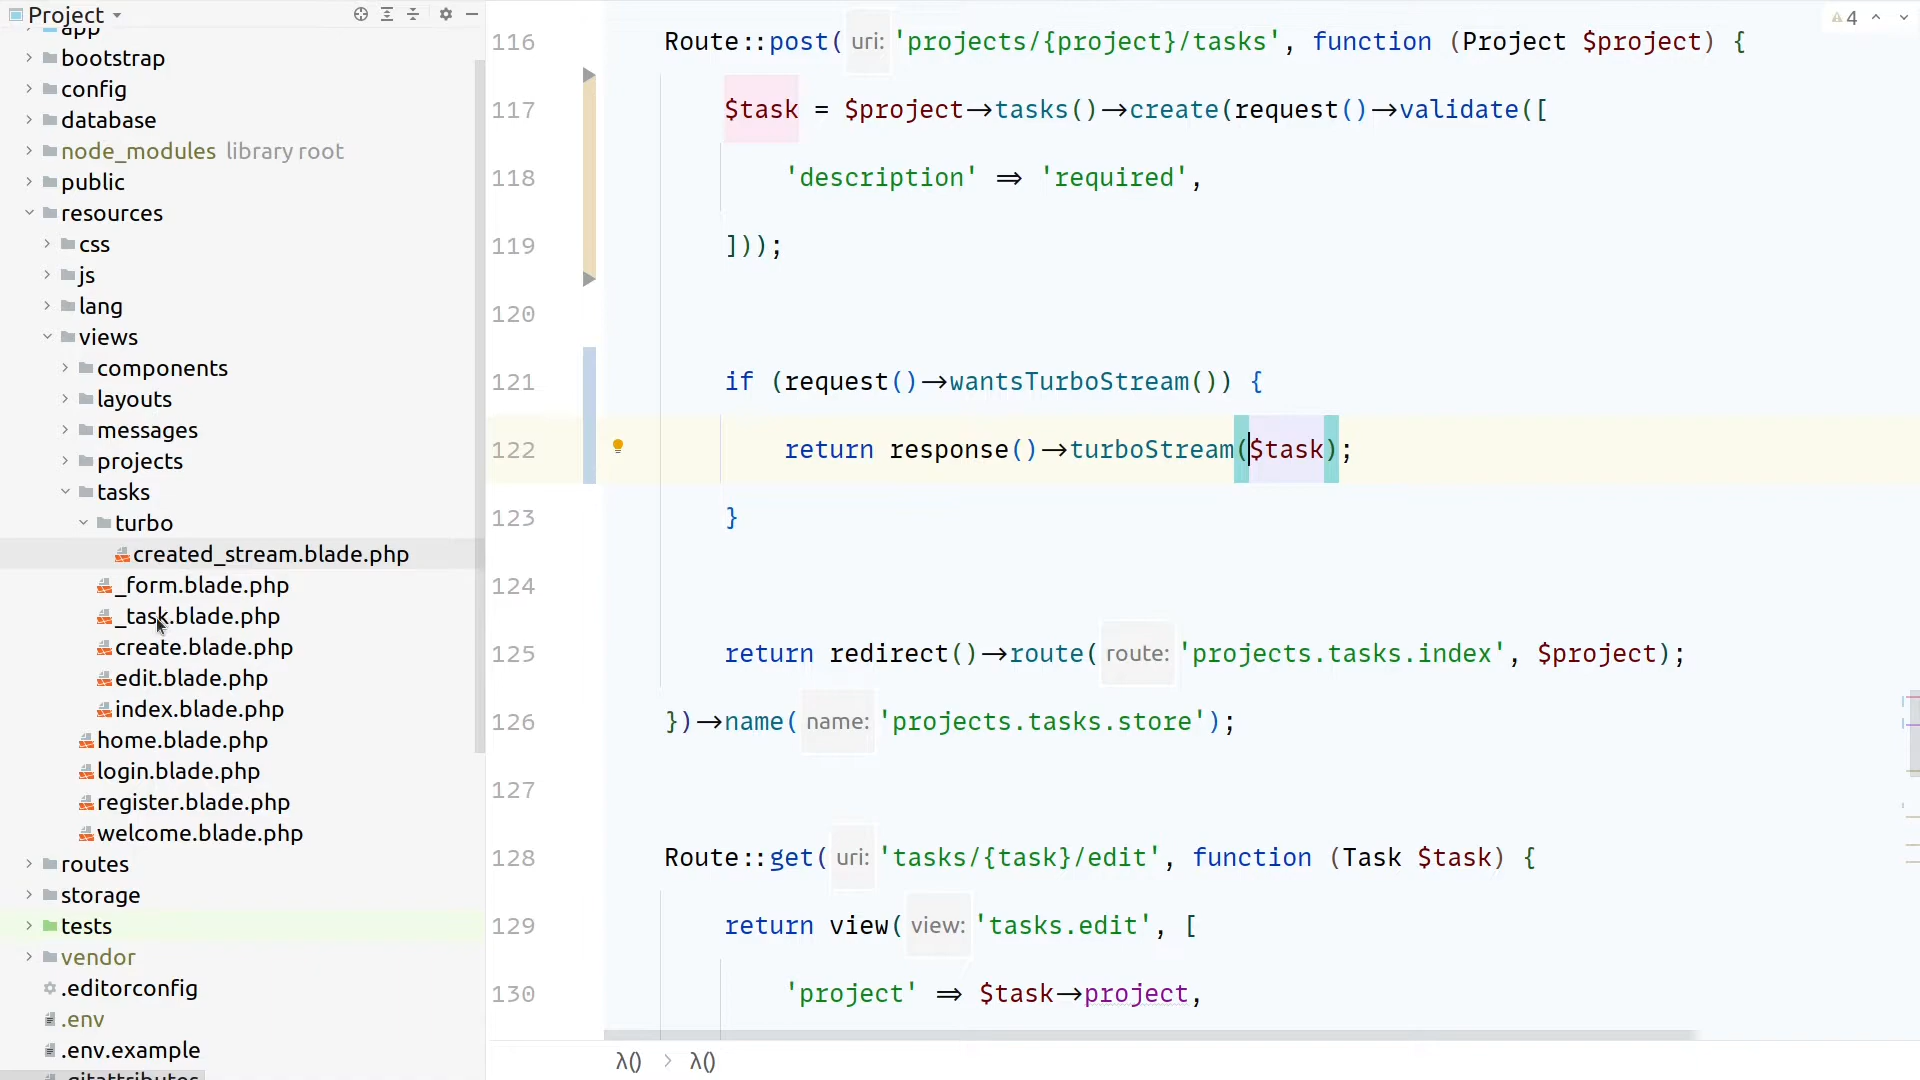 Project
app
bootstrap
config
database
node_modules library root
public
resources
css
js
lang
views
components
layouts
messages
projects
tasks
turbo
created_stream.blade.php
_form.blade.php
_task.blade.php
create.blade.php
edit.blade.php
index.blade.php
home.blade.php
login.blade.php
register.blade.php
welcome.blade.php
routes
storage
tests
vendor
.editorconfig
.env
.env.example
.gitattributes
4
116 Route::post( uri: 'projects/{project}/tasks', function (Project $project) {
117 $task = $project→tasks()→create(request()→validate([
118 'description' ⇒ 'required',
119 ]));
120
121 if (request()→wantsTurboStream()) {
122 return response()→turboStream($task);
123 }
124
125 return redirect()→route( route: 'projects.tasks.index', $project);
126 })→name( name: 'projects.tasks.store');
127
128 Route::get( uri: 'tasks/{task}/edit', function (Task $task) {
129 return view( view: 'tasks.edit', [
130 'project' ⇒ $task→project,
λ() › λ()